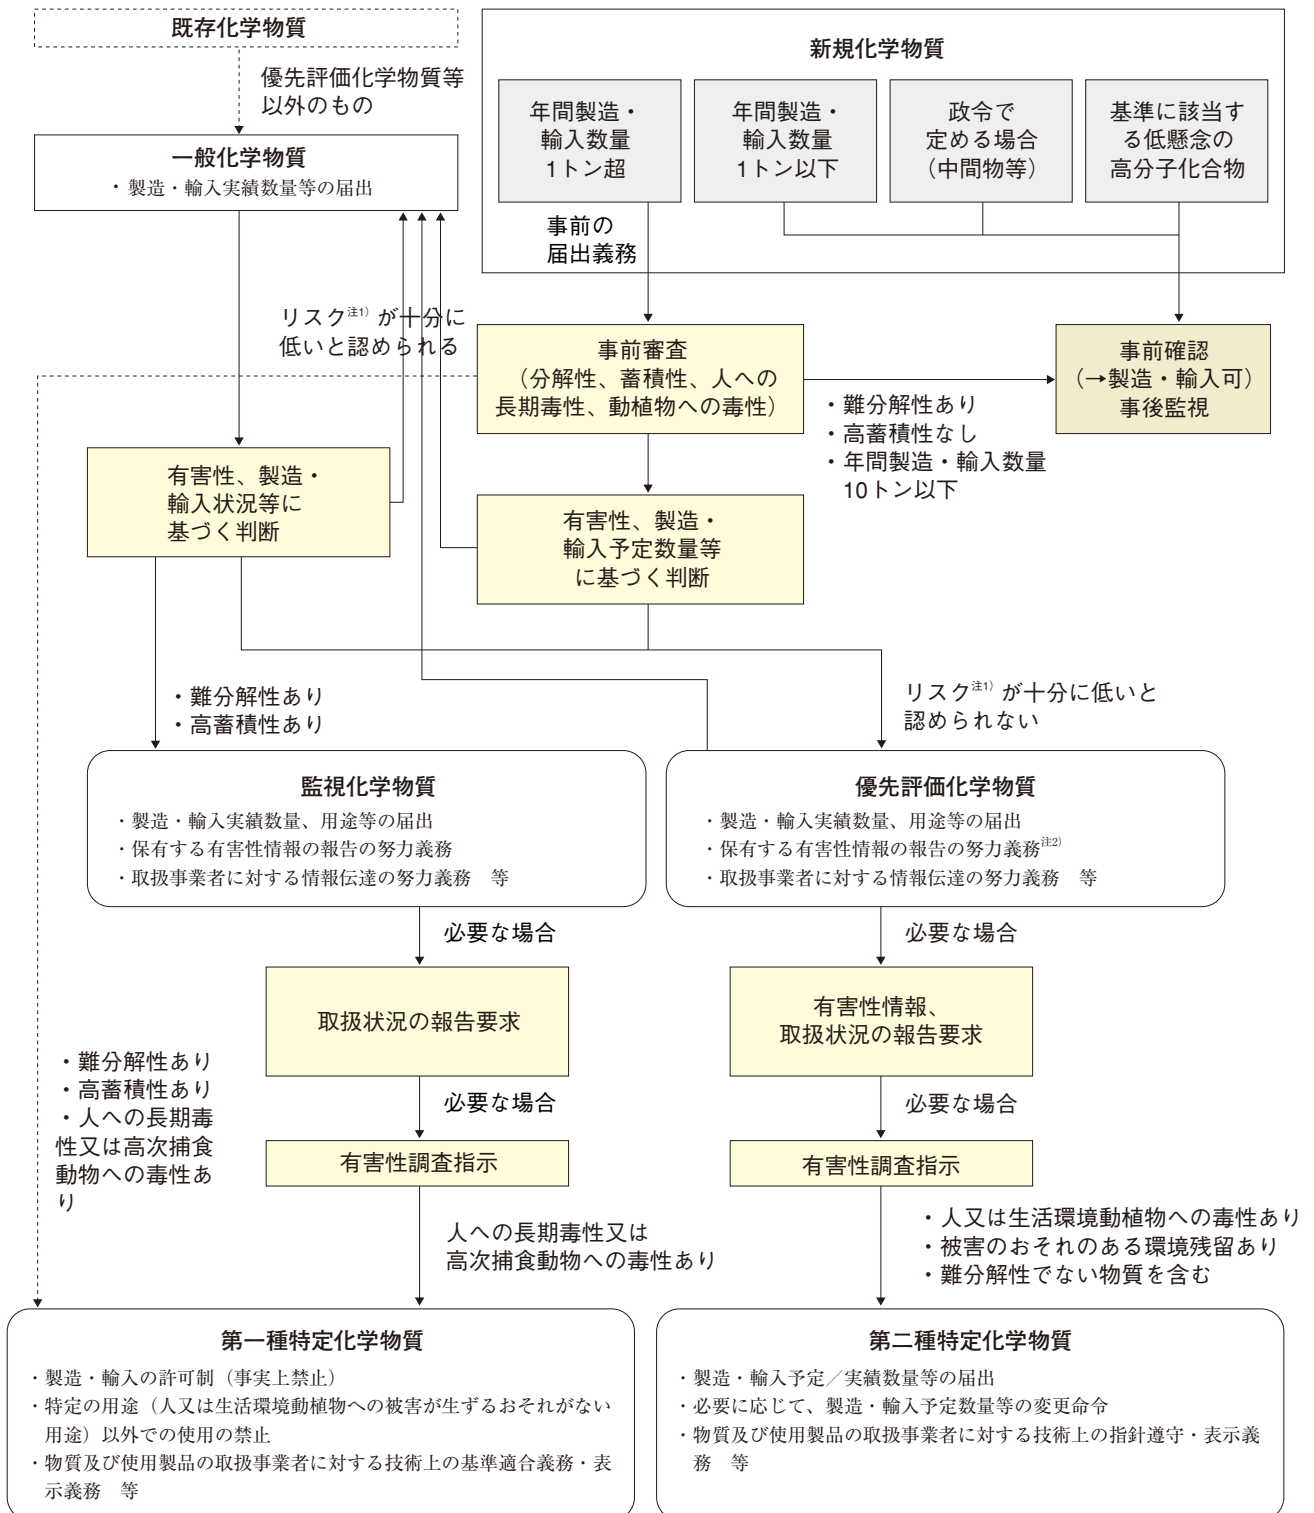 既存化学物質
優先評価化学物質等
以外のもの
一般化学物質
・製造・輸入実績数量等の届出
新規化学物質
年間製造・
輸入数量
1トン超
年間製造・
輸入数量
1トン以下
政令で
定める場合
（中間物等）
基準に該当す
る低懸念の
高分子化合物
事前の
届出義務
リスク注1) が十分に
低いと認められる
事前審査
（分解性、蓄積性、人への
長期毒性、動植物への毒性）
事前確認
（→製造・輸入可）
事後監視
・難分解性あり
・高蓄積性なし
・年間製造・輸入数量
10トン以下
有害性、製造・
輸入状況等に
基づく判断
有害性、製造・
輸入予定数量等
に基づく判断
・難分解性あり
・高蓄積性あり
リスク注1) が十分に低いと
認められない
監視化学物質
・製造・輸入実績数量、用途等の届出
・保有する有害性情報の報告の努力義務
・取扱事業者に対する情報伝達の努力義務　等
優先評価化学物質
・製造・輸入実績数量、用途等の届出
・保有する有害性情報の報告の努力義務注2)
・取扱事業者に対する情報伝達の努力義務　等
必要な場合
必要な場合
取扱状況の報告要求
有害性情報、
取扱状況の報告要求
・難分解性あり
・高蓄積性あり
・人への長期毒
性又は高次捕食
動物への毒性あ
り
必要な場合
必要な場合
有害性調査指示
有害性調査指示
人への長期毒性又は
高次捕食動物への毒性あり
・人又は生活環境動植物への毒性あり
・被害のおそれのある環境残留あり
・難分解性でない物質を含む
第一種特定化学物質
・製造・輸入の許可制（事実上禁止）
・特定の用途（人又は生活環境動植物への被害が生ずるおそれがない
用途）以外での使用の禁止
・物質及び使用製品の取扱事業者に対する技術上の基準適合義務・表
示義務　等
第二種特定化学物質
・製造・輸入予定／実績数量等の届出
・必要に応じて、製造・輸入予定数量等の変更命令
・物質及び使用製品の取扱事業者に対する技術上の指針遵守・表示義
務　等